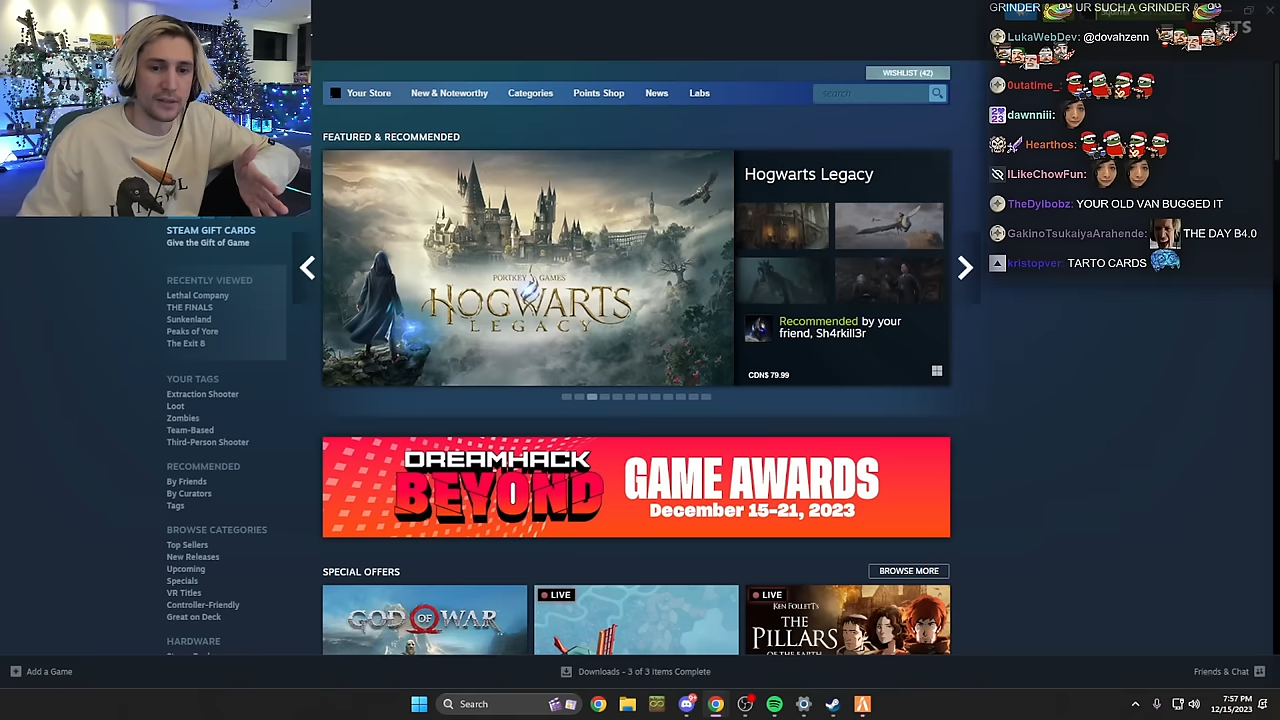 GRINDER UR SUCH A GRINDER
LukaWebDev: @dovahzenn
0utatime_:
dawnniii:
Hearthos:
ILikeChowFun:
TheDylbobz: YOUR OLD VAN BUGGED IT
GakinoTsukaiyaArahende: THE DAY B4.0
kristopver: TARTO CARDS
WISHLIST (42)
Your Store New & Noteworthy Categories Points Shop News Labs
search
STEAM GIFT CARDS
Give the Gift of Game
RECENTLY VIEWED
Lethal Company
THE FINALS
Sunkenland
Peaks of Yore
The Exit 8
YOUR TAGS
Extraction Shooter
Loot
Zombies
Team-Based
Third-Person Shooter
RECOMMENDED
By Friends
By Curators
Tags
BROWSE CATEGORIES
Top Sellers
New Releases
Upcoming
Specials
VR Titles
Controller-Friendly
Great on Deck
HARDWARE
FEATURED & RECOMMENDED
PORTKEY GAMES
HOGWARTS
LEGACY
Hogwarts Legacy
Recommended by your
friend, Sh4rkill3r
CDN$ 79.99
DREAMHACK
BEYOND
GAME AWARDS
December 15-21, 2023
SPECIAL OFFERS
BROWSE MORE
GOD OF WAR
LIVE
LIVE
KEN FOLLETT'S
THE
PILLARS
OF THE EARTH
Add a Game
Downloads - 3 of 3 Items Complete
Friends & Chat
Search
7:57 PM
12/15/2023